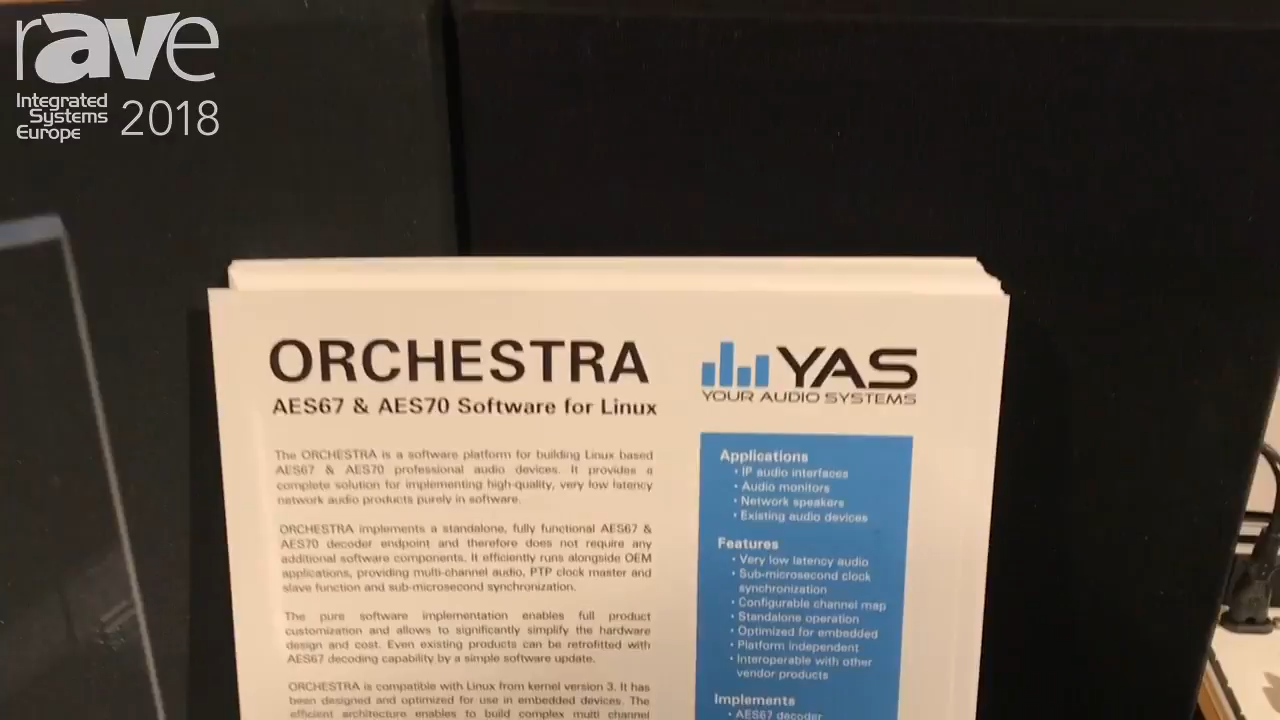 rAVe
Integrated
Systems
Europe
2018
ORCHESTRA
AES67 & AES70 Software for Linux
The ORCHESTRA is a software platform for building Linux based
AES67 & AES70 professional audio devices. It provides a
complete solution for implementing high-quality, very low latency
network audio products purely in software.
ORCHESTRA implements a standalone, fully functional AES67 &
AES70 decoder endpoint and therefore does not require any
additional software components. It efficiently runs alongside OEM
applications, providing multi-channel audio, PTP clock master and
slave function and sub-microsecond synchronization.
The pure software implementation enables full product
customization and allows to significantly simplify the hardware
design and cost. Even existing products can be retrofitted with
AES67 decoding capability by a simple software update.
ORCHESTRA is compatible with Linux from kernel version 3. It has
been designed and optimized for use in embedded devices. The
efficient architecture enables to build complex multi channel
YAS
YOUR AUDIO SYSTEMS
Applications
• IP audio interfaces
• Audio monitors
• Network speakers
• Existing audio devices
Features
• Very low latency audio
• Sub-microsecond clock
synchronization
• Configurable channel map
• Standalone operation
• Optimized for embedded
• Platform independent
• Interoperable with other
vendor products
Implements
• AES67 decoder